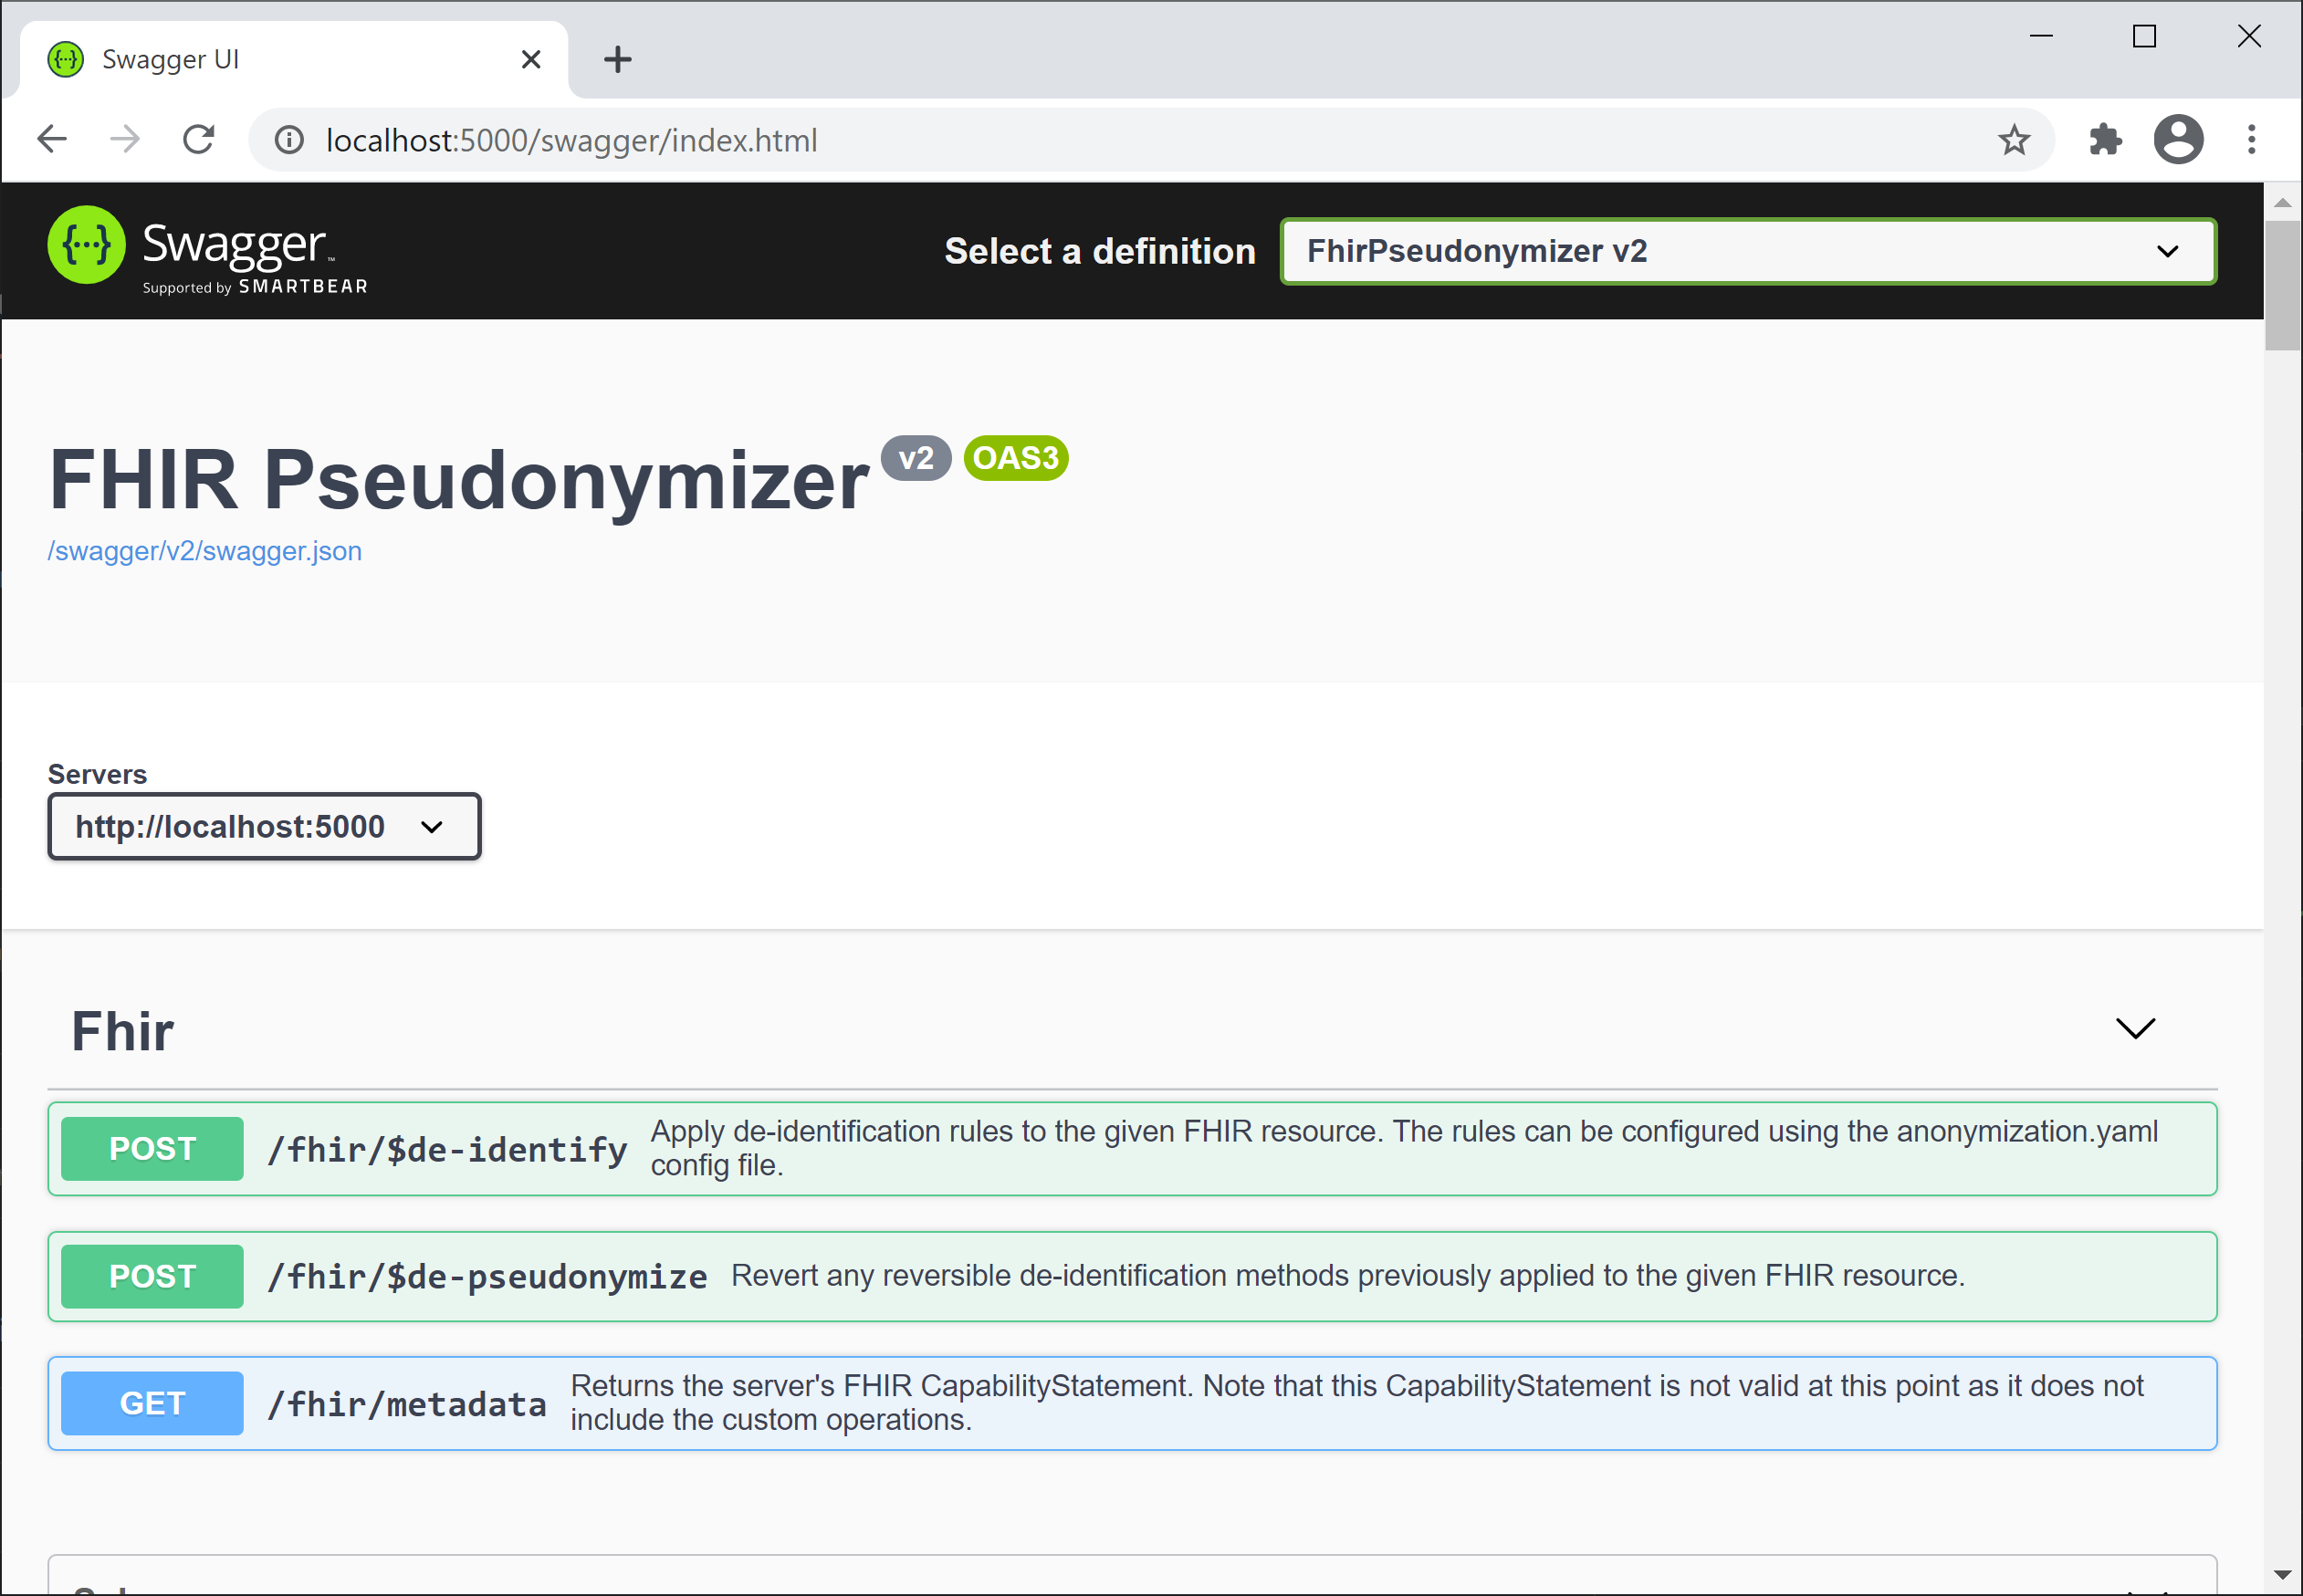 Swagger UI
localhost:5000/swagger/index.html
{···} Swagger™
Supported by SMARTBEAR
Select a definition
FhirPseudonymizer v2
FHIR Pseudonymizer v2 OAS3
/swagger/v2/swagger.json
Servers
http://localhost:5000
Fhir
POST /fhir/$de-identify Apply de-identification rules to the given FHIR resource. The rules can be configured using the anonymization.yaml
config file.
POST /fhir/$de-pseudonymize Revert any reversible de-identification methods previously applied to the given FHIR resource.
GET /fhir/metadata Returns the server's FHIR CapabilityStatement. Note that this CapabilityStatement is not valid at this point as it does not
include the custom operations.